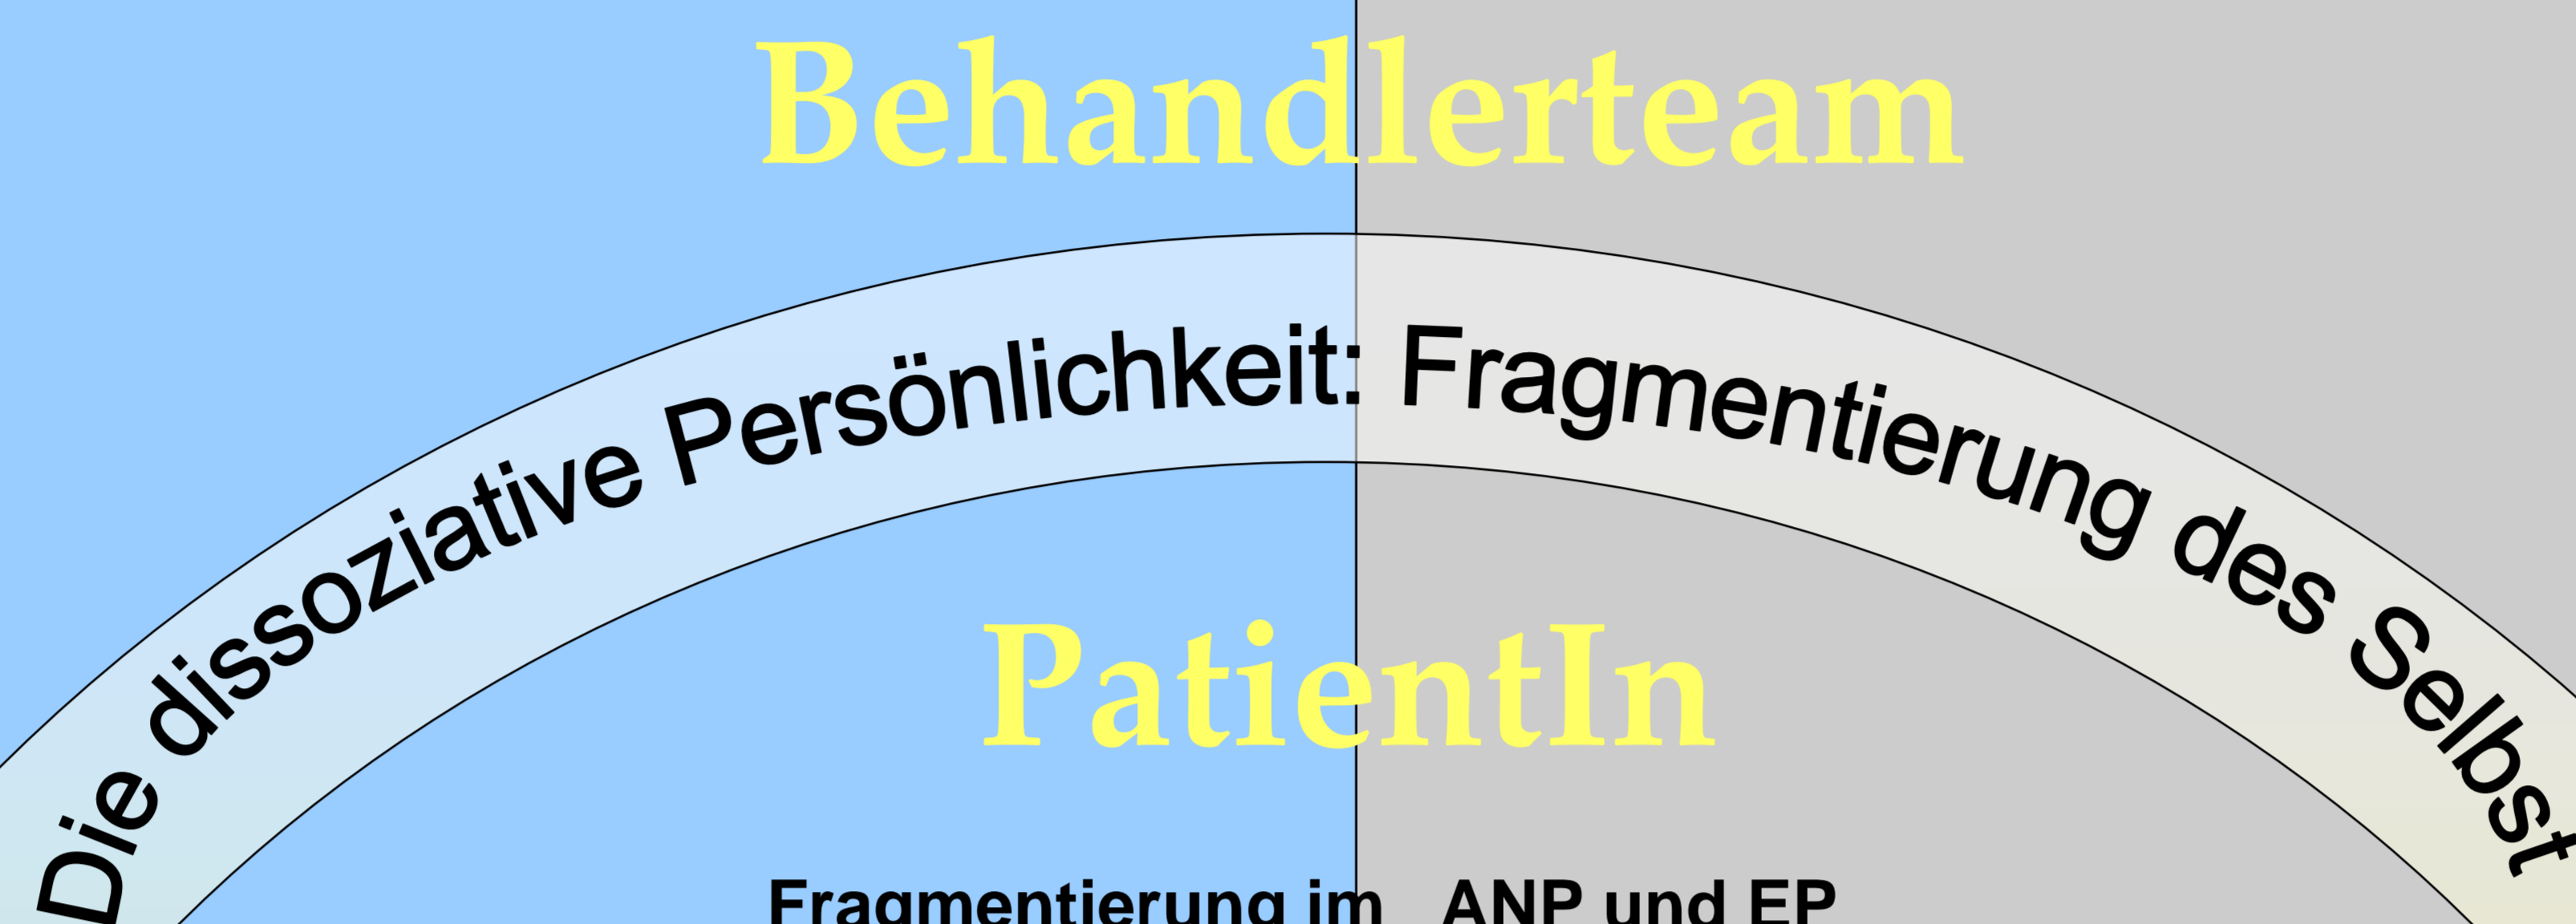 Behandlerteam
Die dissoziative Persönlichkeit: Fragmentierung des Selbst
PatientIn
Fragmentierung im ANP und EP